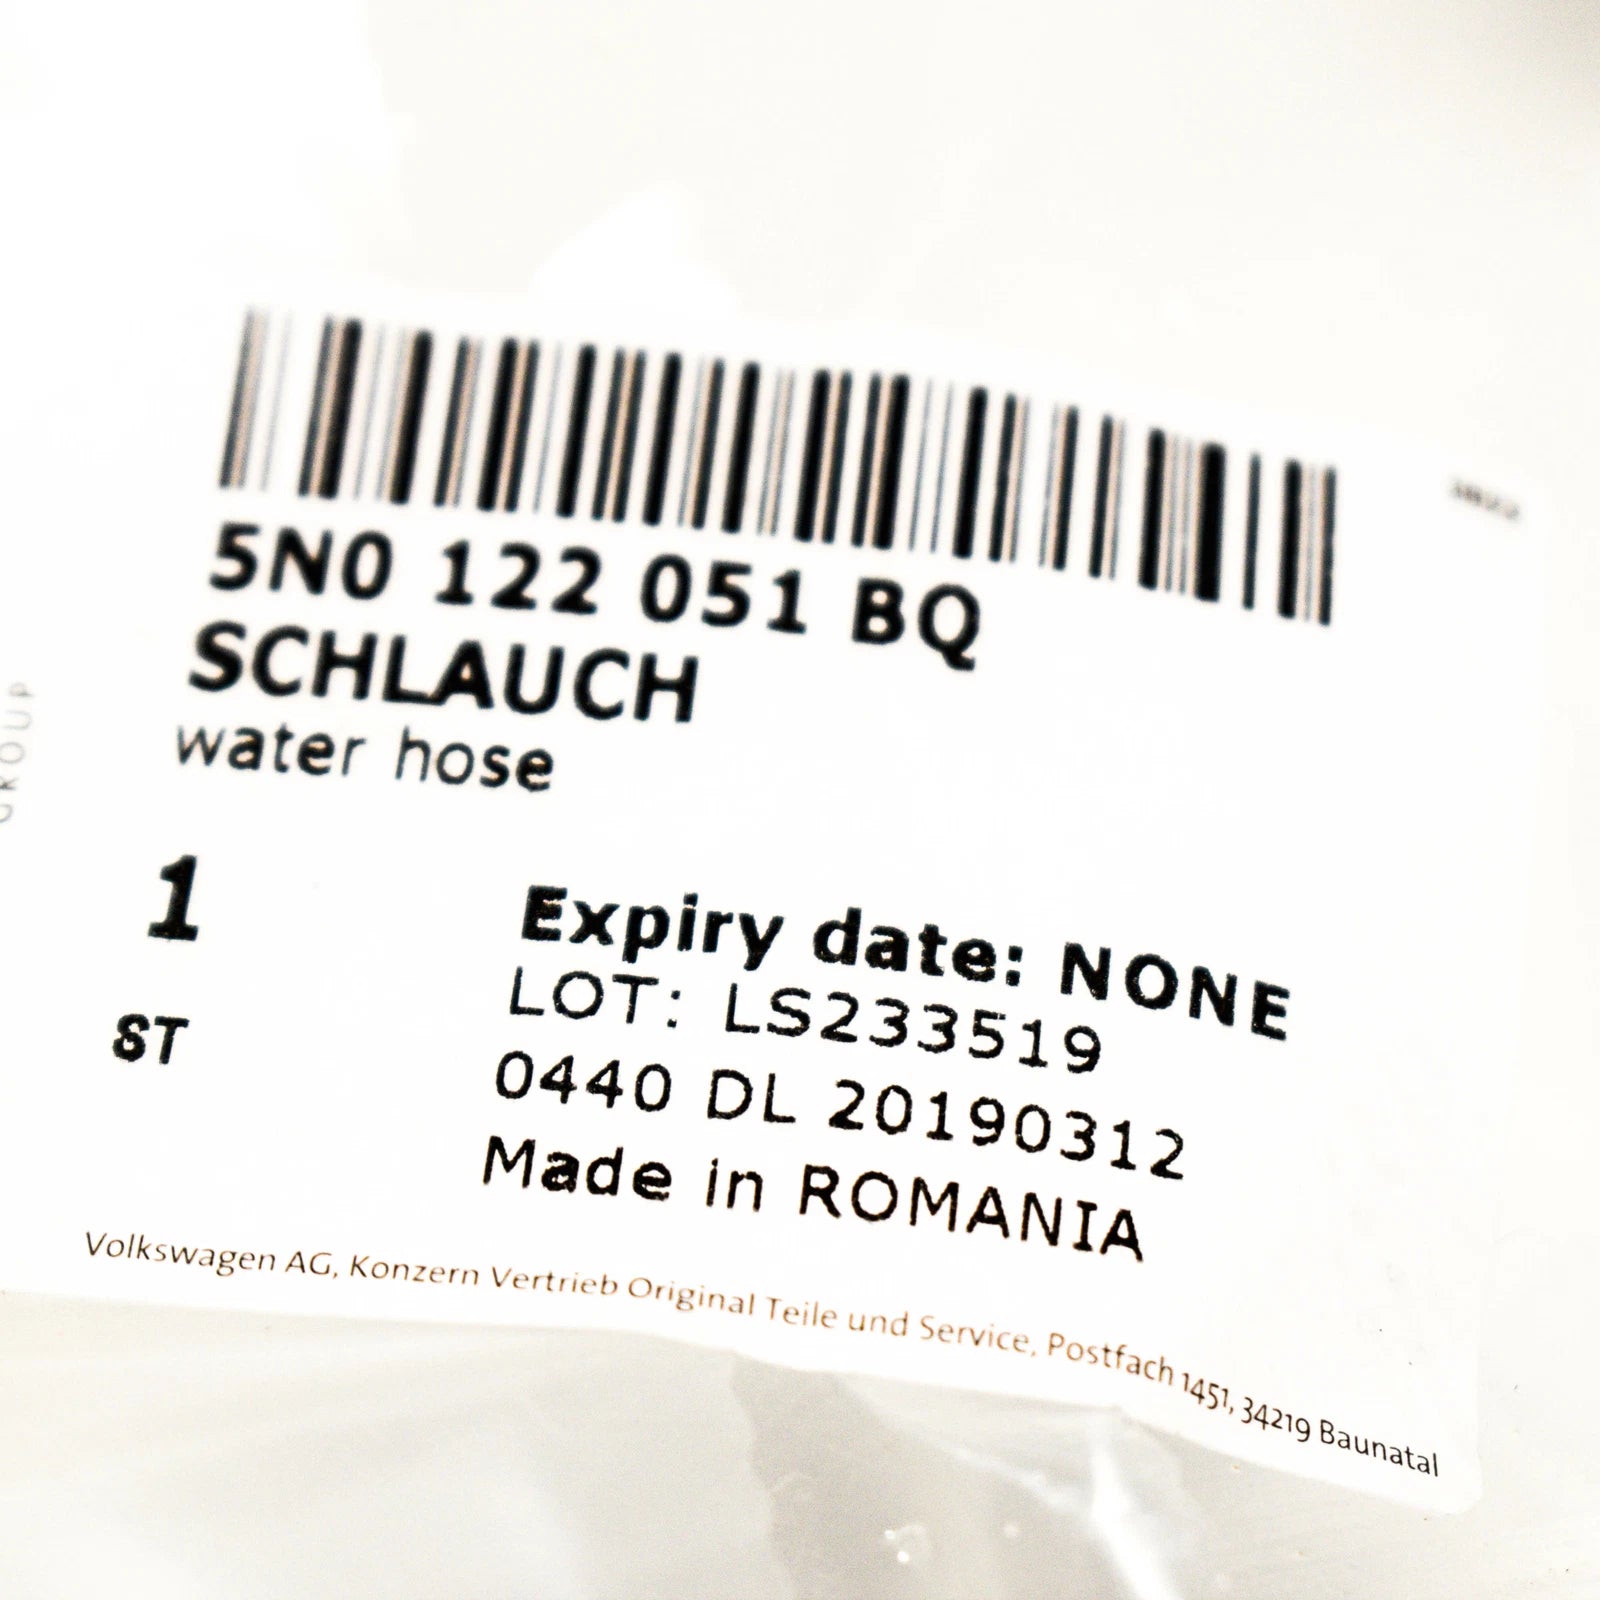 5N0 122 051 BQ
SCHLAUCH
water hose
1
ST
Expiry date: NONE
LOT: LS233519
0440 DL 20190312
Made in ROMANIA
Volkswagen AG, Konzern Vertrieb Original Teile und Service, Postfach 1451, 34219 Baunatal
GROUP